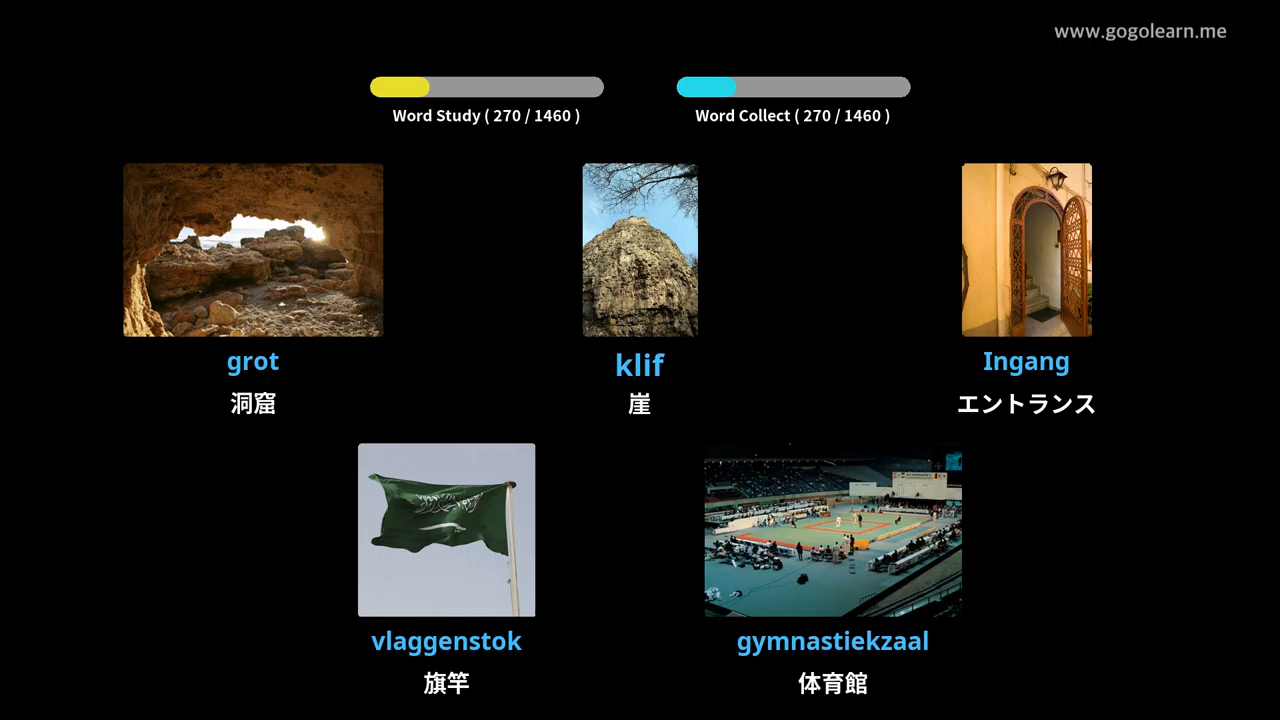 www.gogolearn.me
Word Study ( 270 / 1460 )
Word Collect ( 270 / 1460 )
grot
洞窟
klif
崖
Ingang
エントランス
vlaggenstok
旗竿
gymnastiekzaal
体育館